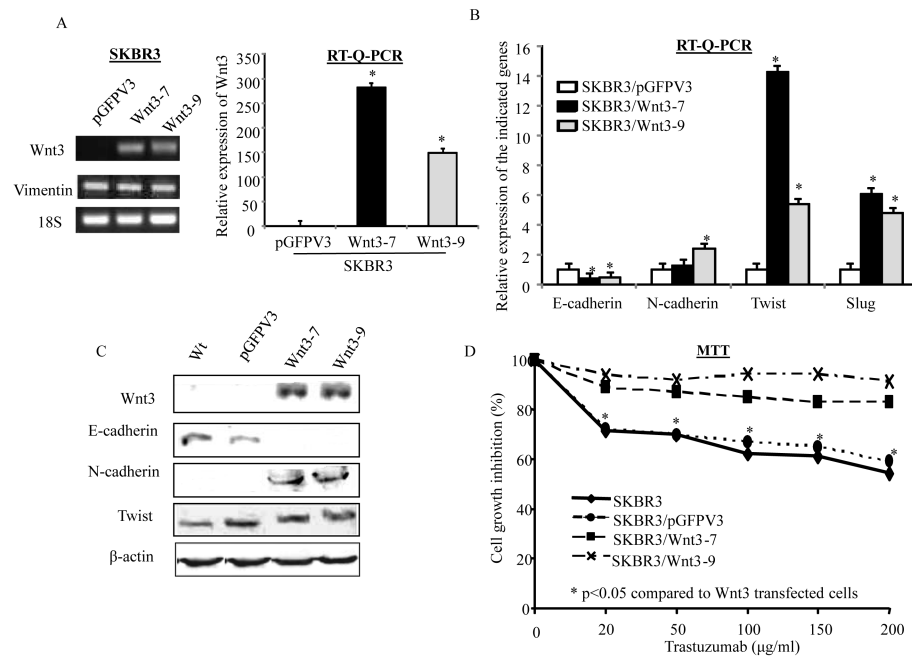 A
SKBR3
pGFPV3
Wnt3-7
Wnt3-9
Wnt3
Vimentin
18S
RT-Q-PCR
Relative expression of Wnt3
350
300
250
200
150
100
50
0
*
*
pGFPV3 Wnt3-7 Wnt3-9
SKBR3
B
RT-Q-PCR
Relative expression of the indicated genes
16
14
12
10
8
6
4
2
0
SKBR3/pGFPV3
SKBR3/Wnt3-7
SKBR3/Wnt3-9
* *
*
* *
* *
E-cadherin N-cadherin Twist Slug
C
Wt
pGFPV3
Wnt3-7
Wnt3-9
Wnt3
E-cadherin
N-cadherin
Twist
β-actin
D
MTT
Cell growth inhibition (%)
100
80
60
40
20
0
* * * * *
SKBR3
SKBR3/pGFPV3
SKBR3/Wnt3-7
SKBR3/Wnt3-9
* p<0.05 compared to Wnt3 transfected cells
0 20 50 100 150 200
Trastuzumab (μg/ml)